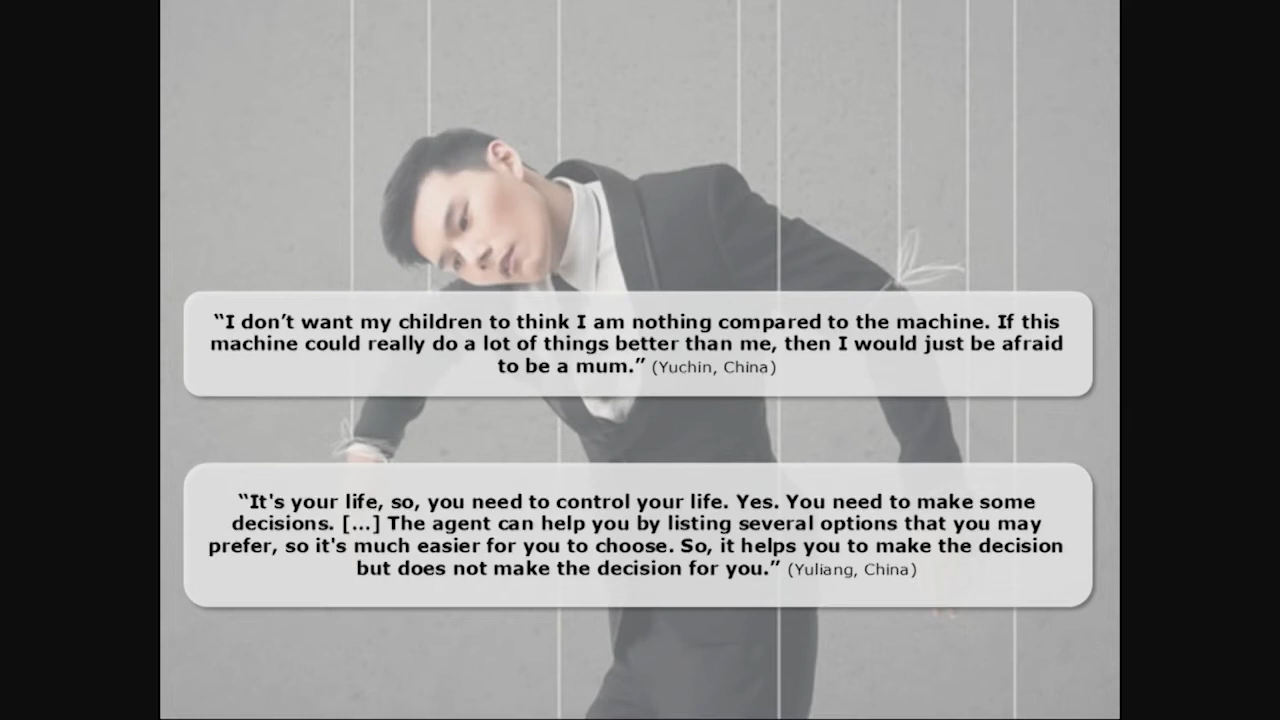 “I don’t want my children to think I am nothing compared to the machine. If this
machine could really do a lot of things better than me, then I would just be afraid
to be a mum.” (Yuchin, China)
“It's your life, so, you need to control your life. Yes. You need to make some
decisions. [...] The agent can help you by listing several options that you may
prefer, so it's much easier for you to choose. So, it helps you to make the decision
but does not make the decision for you.” (Yuliang, China)